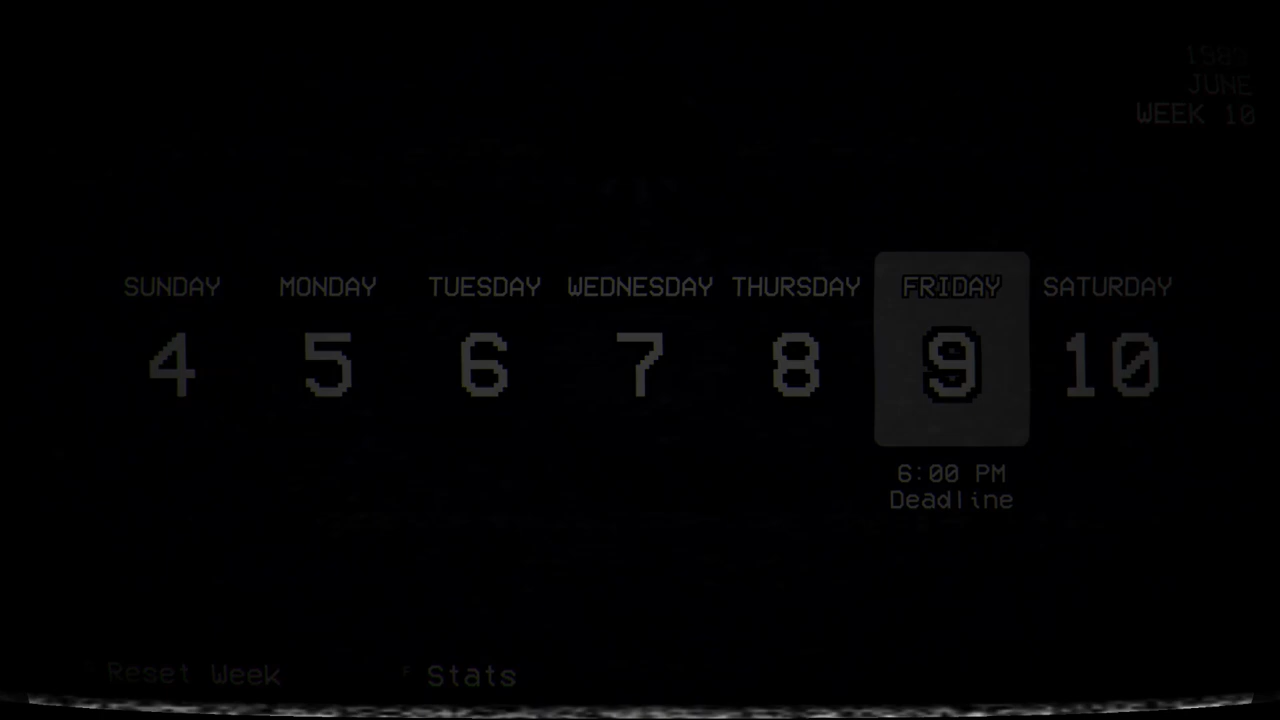 1989
JUNE
WEEK 10
SUNDAY MONDAY TUESDAY WEDNESDAY THURSDAY FRIDAY SATURDAY
4 5 6 7 8 9 10
6:00 PM
Deadline
Reset Week
F Stats